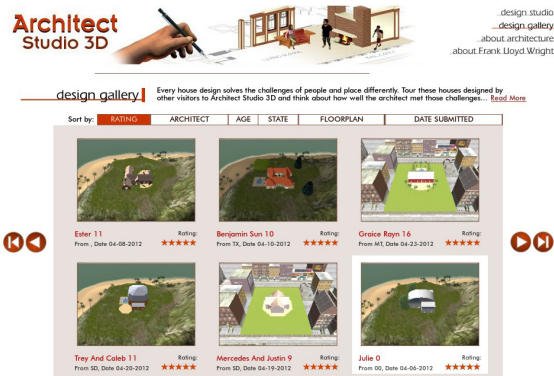 Architect
Studio 3D
design studio
design gallery
about architecture
about Frank Lloyd Wright
design gallery
Every house design solves the challenges of people and place differently. Tour these houses designed by
other visitors to Architect Studio 3D and think about how well the architect met those challenges... Read More
Sort by: RATING ARCHITECT AGE STATE FLOORPLAN DATE SUBMITTED
Ester 11 Rating:
From , Date 04-08-2012
Benjamin Sun 10 Rating:
From TX, Date 04-10-2012
Graice Rayn 16 Rating:
From MT, Date 04-23-2012
Trey And Caleb 11 Rating:
From SD, Date 04-20-2012
Mercedes And Justin 9 Rating:
From SD, Date 04-19-2012
Julie 0 Rating:
From 00, Date 04-06-2012